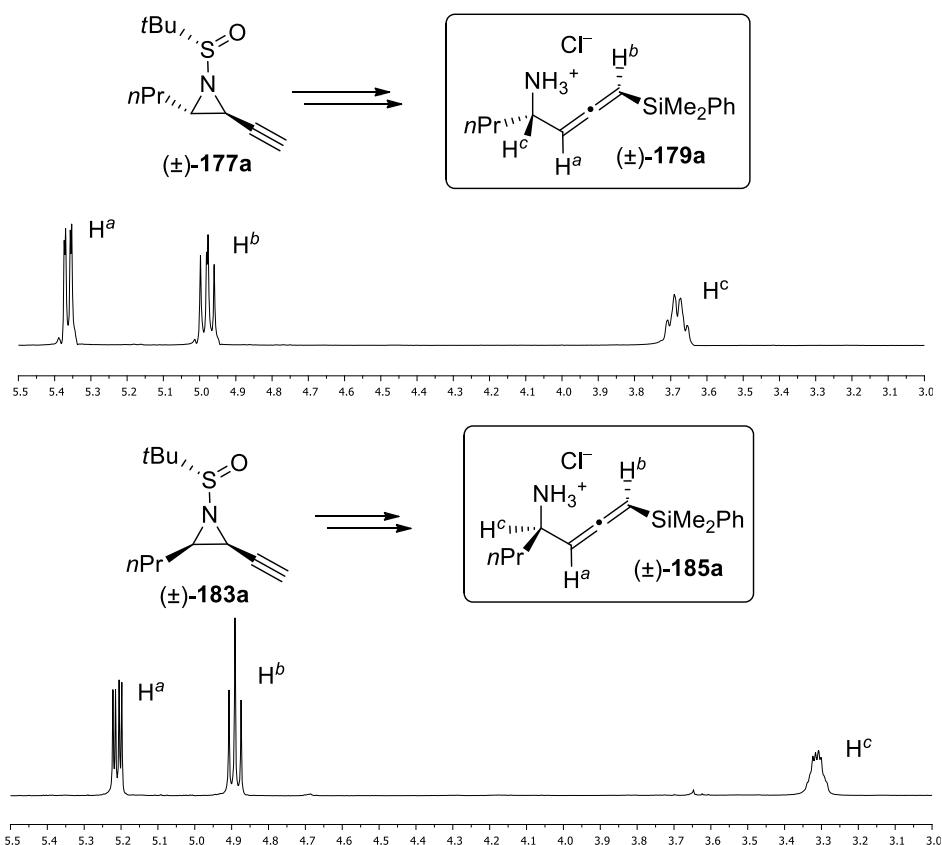 tBu S O
N
nPr
(±)-177a
Cl⁻
NH₃⁺ Hᵇ
nPr SiMe₂Ph
Hᶜ
Hᵃ (±)-179a
Hᵃ Hᵇ Hᶜ
5.5 5.4 5.3 5.2 5.1 5.0 4.9 4.8 4.7 4.6 4.5 4.4 4.3 4.2 4.1 4.0 3.9 3.8 3.7 3.6 3.5 3.4 3.3 3.2 3.1 3.0
tBu S O
N
nPr
(±)-183a
Cl⁻
NH₃⁺ Hᵇ
Hᶜ SiMe₂Ph
nPr
Hᵃ (±)-185a
Hᵃ Hᵇ Hᶜ
5.5 5.4 5.3 5.2 5.1 5.0 4.9 4.8 4.7 4.6 4.5 4.4 4.3 4.2 4.1 4.0 3.9 3.8 3.7 3.6 3.5 3.4 3.3 3.2 3.1 3.0